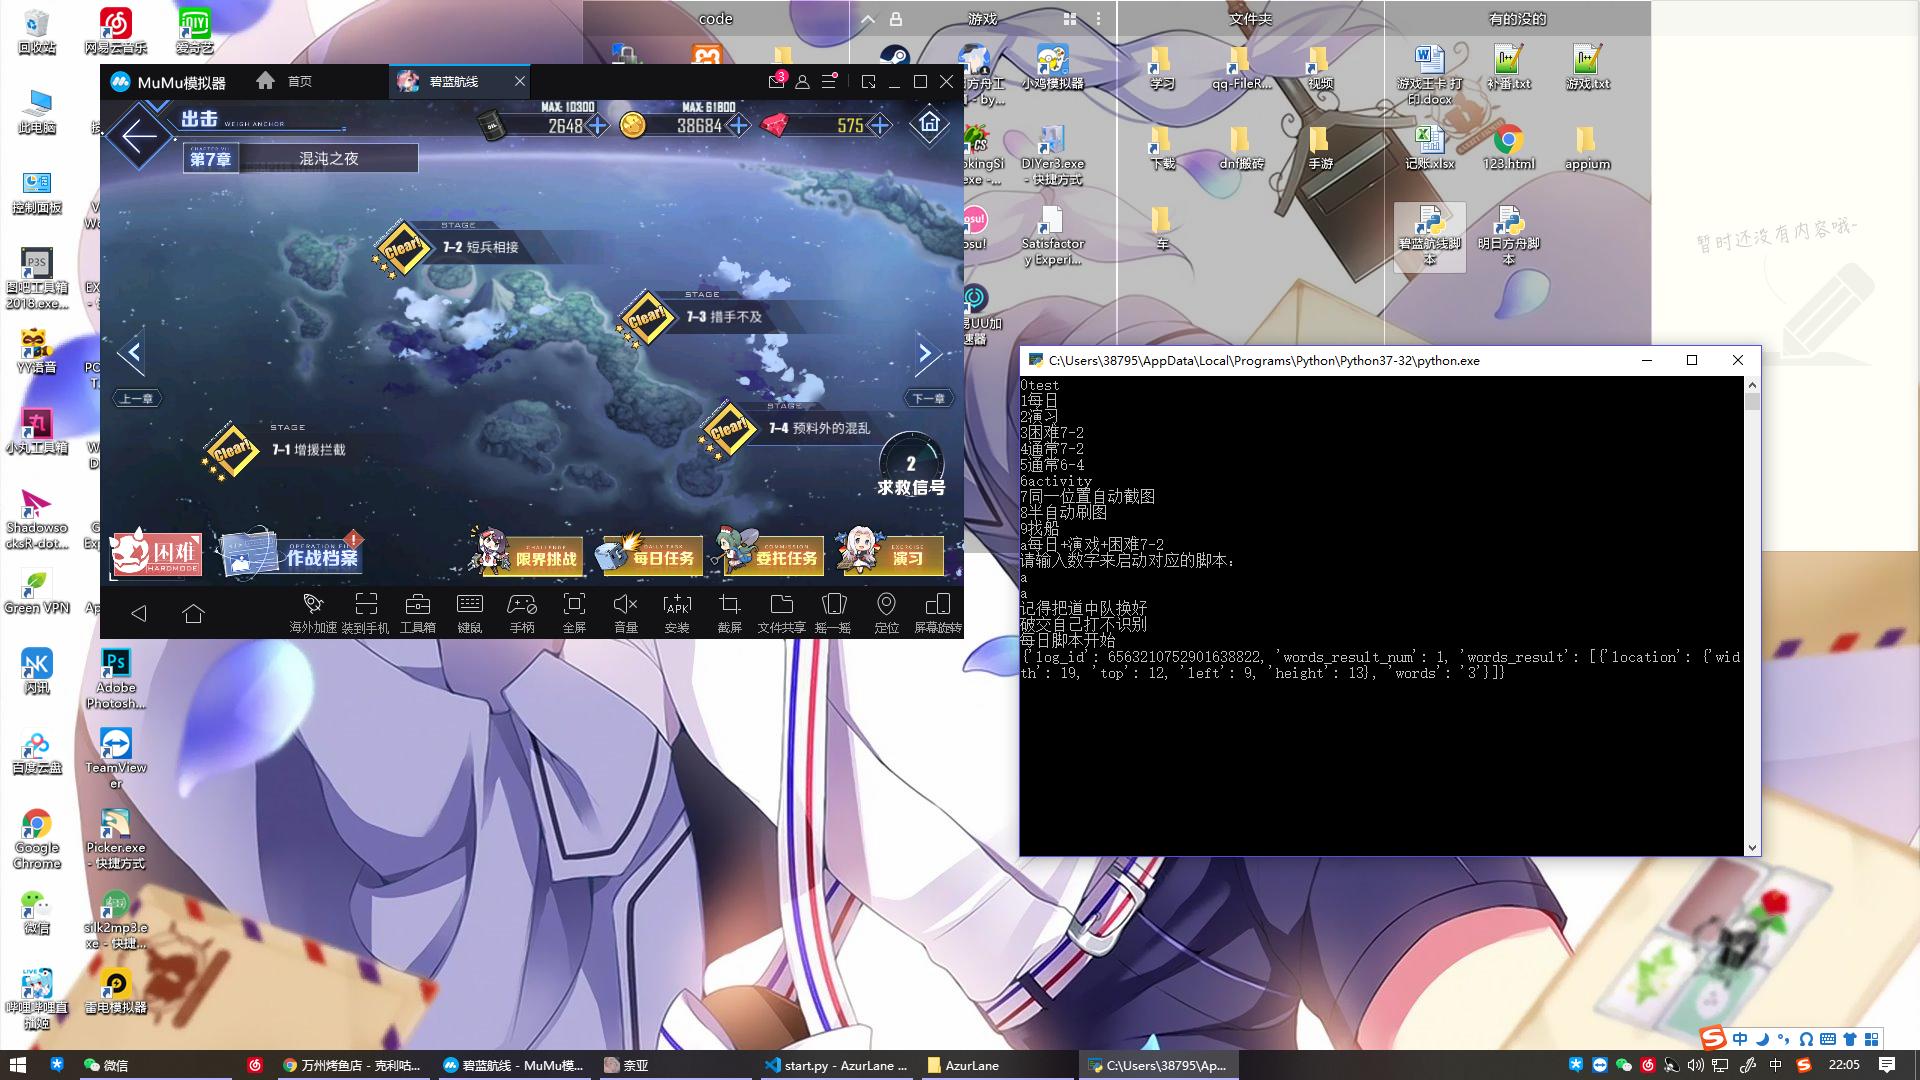 回收站
网易云音乐
爱奇艺
此电脑
控制面板
图吧工具箱
2018.exe...
YY语音
小丸工具箱
Shadowso
cksR-dot...
Green VPN
闪讯
Adobe
Photosh...
百度云盘
TeamView
er
Google
Chrome
Picker.exe
- 快捷方式
微信
silk2mp3.e
xe - 快捷...
哔哩哔哩直
播姬
雷电模拟器
code
游戏
文件夹
有的没的
小鸡模拟器
DIYer3.exe
- 快捷方式
osu!
Satisfactor
y Experi...
学习
qq-FileR...
视频
下载
dnf搬砖
手游
车
游戏王卡 打
印.docx
补番.txt
游戏.txt
记账.xlsx
123.html
appium
碧蓝航线脚
本
明日方舟脚
本
暂时还没有内容哦~
MuMu模拟器
首页
碧蓝航线
3
出击
WEIGH ANCHOR
MAX: 10300
2648
MAX: 61800
38684
575
第7章
混沌之夜
STAGE
Clear!
7-2 短兵相接
STAGE
Clear!
7-3 措手不及
STAGE
Clear!
7-4 预料外的混乱
STAGE
Clear!
7-1 增援拦截
上一章
下一章
2
求救信号
困难
HARDMODE
作战档案
CHALLENGE
限界挑战
DAILY TASK
每日任务
COMMISSION
委托任务
EXERCISE
演习
海外加速
装到手机
工具箱
键鼠
手柄
全屏
音量
APK
安装
截屏
文件共享
摇一摇
定位
屏幕旋转
C:\Users\38795\AppData\Local\Programs\Python\Python37-32\python.exe
0test
1每日
2演习
3困难7-2
4通常7-2
5通常6-4
6activity
7同一位置自动截图
8半自动刷图
9找船
a每日+演戏+困难7-2
请输入数字来启动对应的脚本：
a
a
记得把道中队换好
破交自己打不识别
每日脚本开始
{'log_id': 6563210752901638822, 'words_result_num': 1, 'words_result': [{'location': {'wid
th': 19, 'top': 12, 'left': 9, 'height': 13}, 'words': '3'}]}
中
微信
万州烤鱼店 - 克利咕...
碧蓝航线 - MuMu模...
奈亚
start.py - AzurLane ...
AzurLane
C:\Users\38795\Ap...
中
22:05